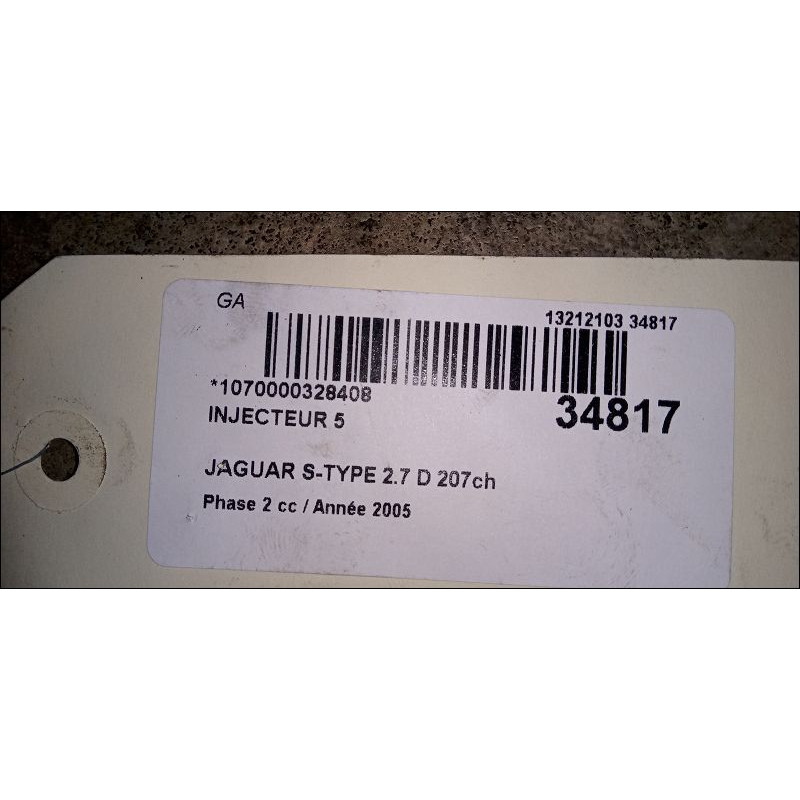 GA
13212103 34817
*1070000328408
34817
INJECTEUR 5
JAGUAR S-TYPE 2.7 D 207ch
Phase 2 cc / Année 2005